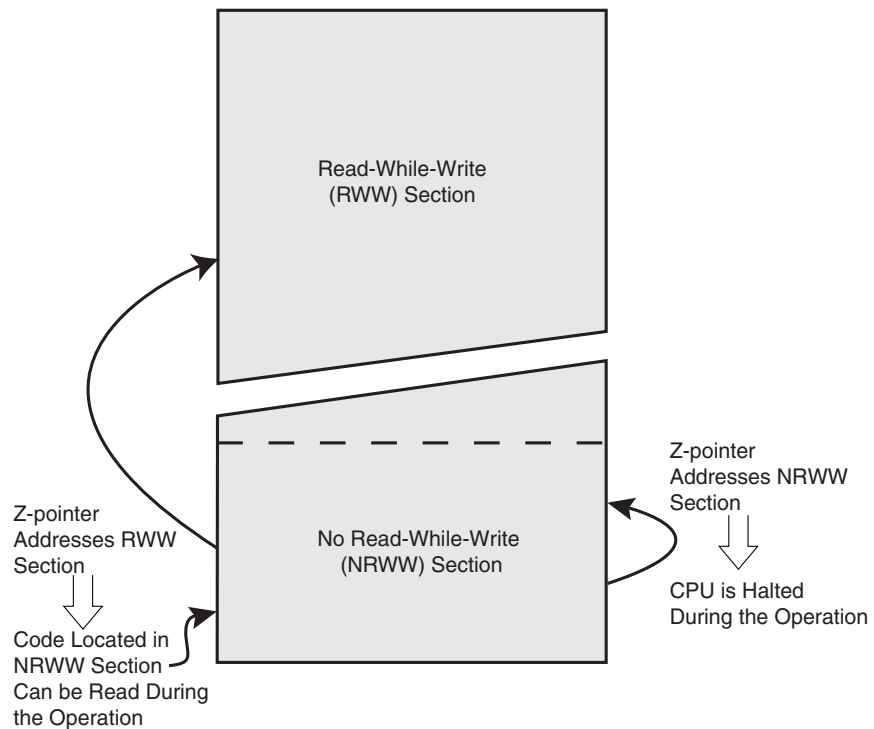 Read-While-Write
(RWW) Section
Z-pointer
Addresses NRWW
Section
Z-pointer
Addresses RWW
Section
No Read-While-Write
(NRWW) Section
CPU is Halted
During the Operation
Code Located in
NRWW Section
Can be Read During
the Operation